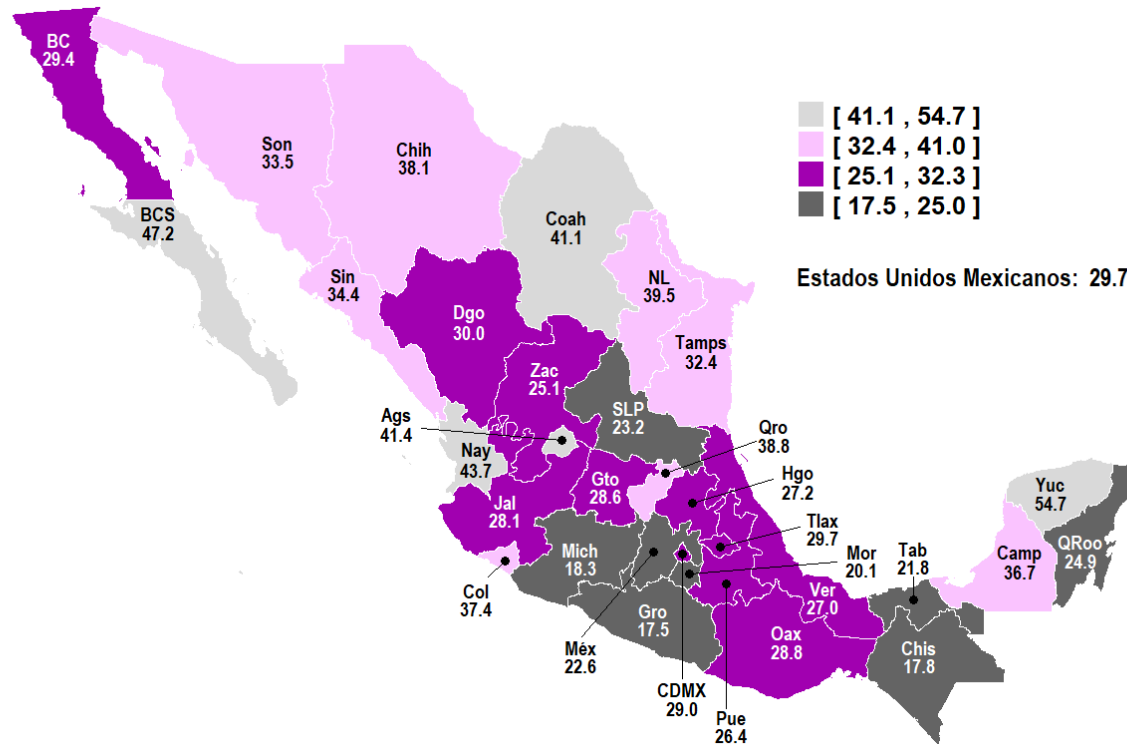 BC
29.4
Son
33.5
Chih
38.1
[ 41.1 , 54.7 ]
[ 32.4 , 41.0 ]
[ 25.1 , 32.3 ]
[ 17.5 , 25.0 ]
BCS
47.2
Coah
41.1
Estados Unidos Mexicanos: 29.7
Sin
34.4
NL
39.5
Dgo
30.0
Tamps
32.4
Zac
25.1
SLP
23.2
Ags
41.4
Qro
38.8
Nay
43.7
Gto
28.6
Hgo
27.2
Yuc
54.7
Jal
28.1
Tlax
29.7
QRoo
24.9
Mich
18.3
Mor
20.1
Tab
21.8
Camp
36.7
Col
37.4
Ver
27.0
Gro
17.5
Oax
28.8
Chis
17.8
Méx
22.6
CDMX
29.0
Pue
26.4